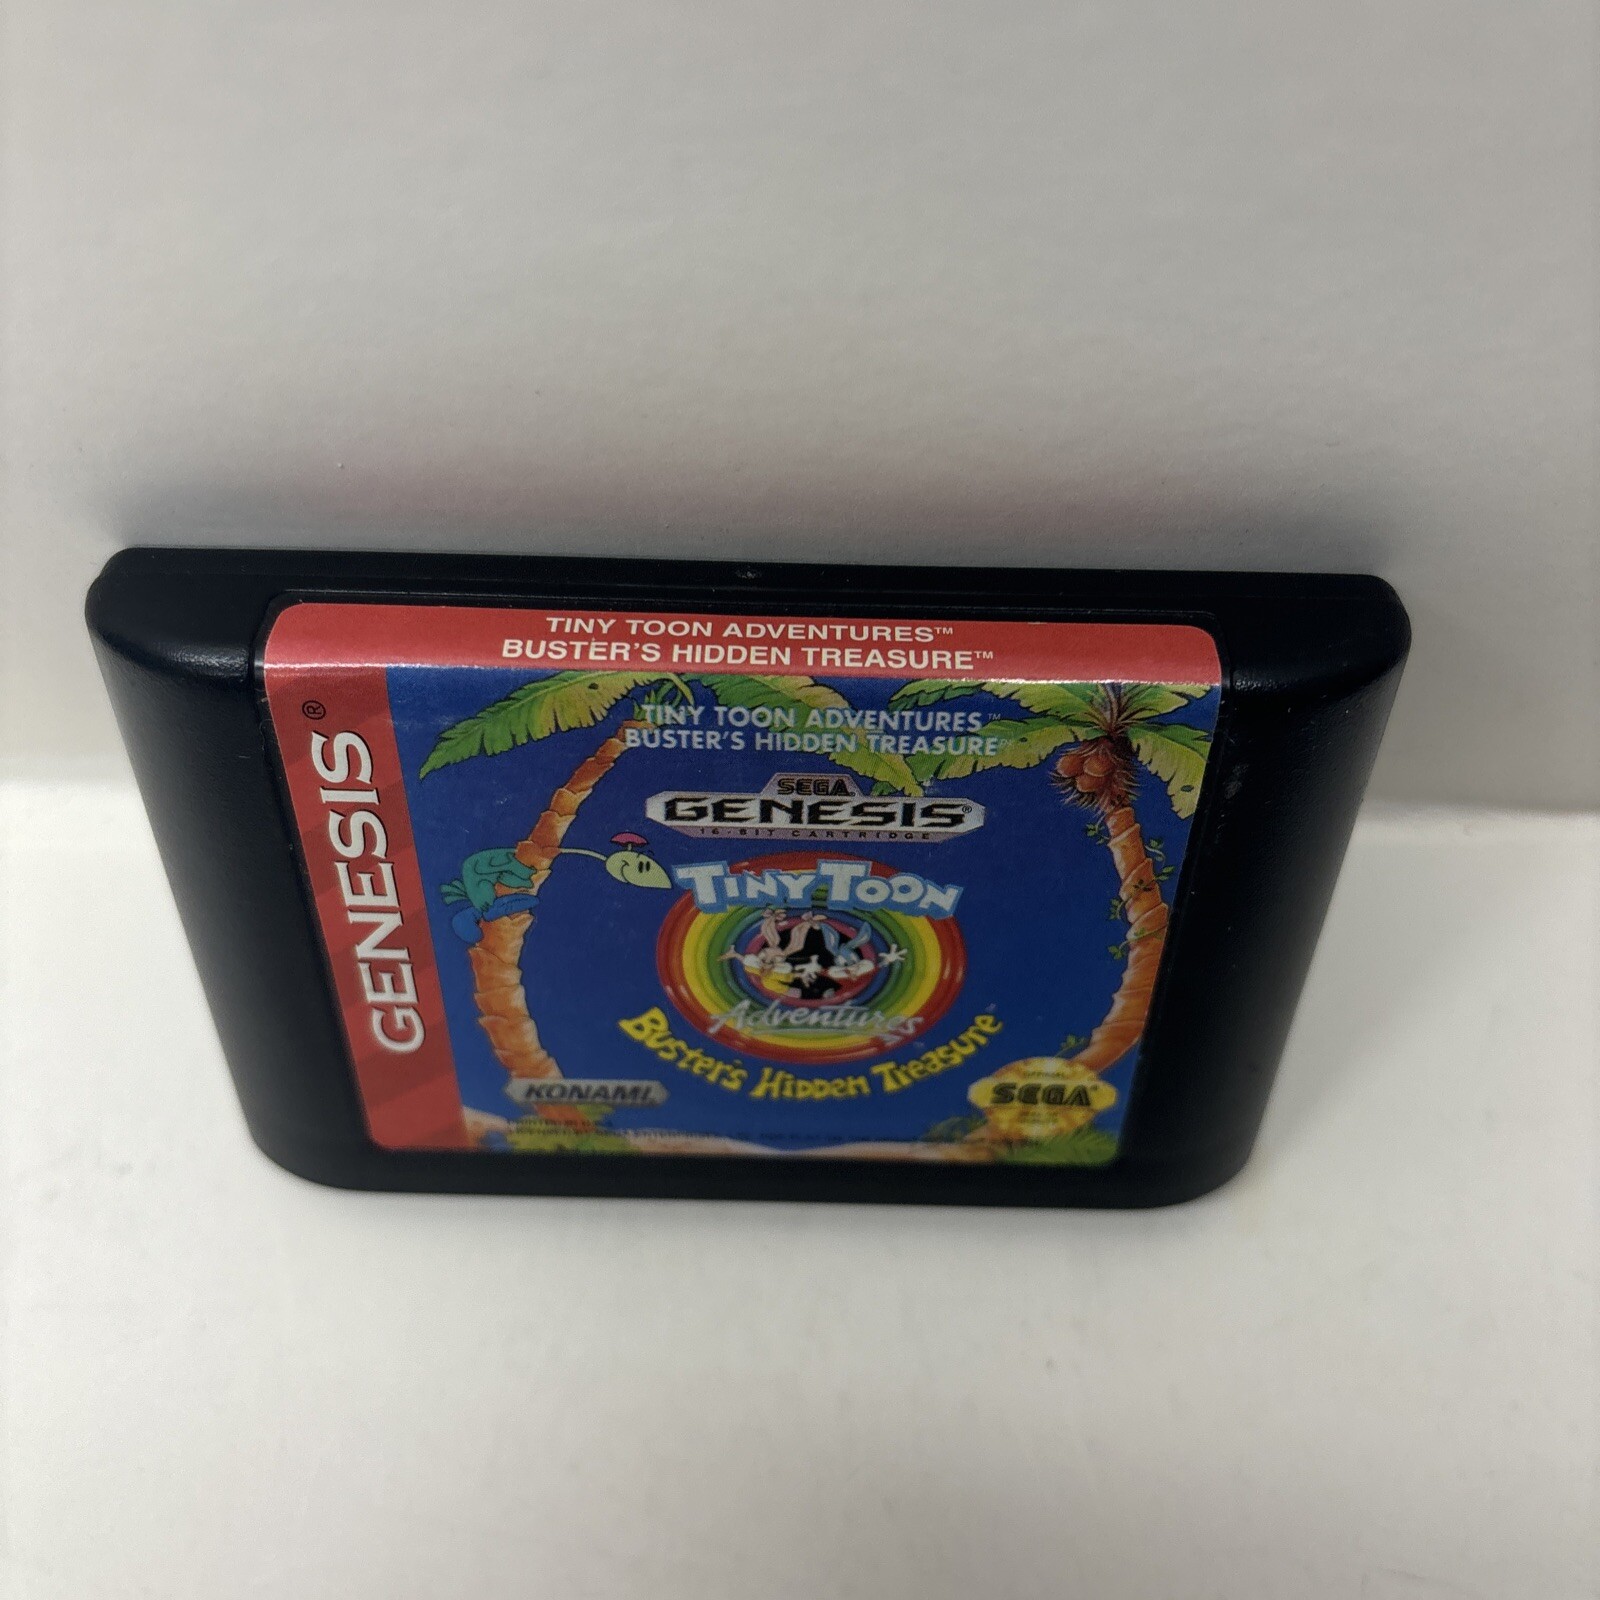 TINY TOON ADVENTURES™
BUSTER'S HIDDEN TREASURE™
GENESIS®
TINY TOON ADVENTURES™
BUSTER'S HIDDEN TREASURE™
SEGA
GENESIS®
16-BIT CARTRIDGE
TINY TOON
Adventures
Buster's Hidden Treasure™
KONAMI
SEGA®